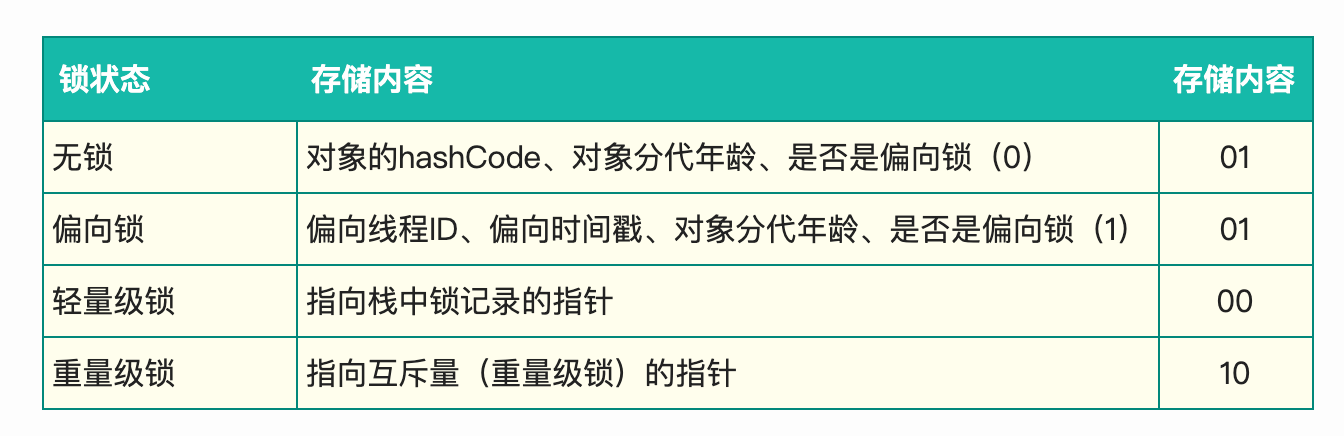 锁状态 存储内容 存储内容
无锁 对象的hashCode、对象分代年龄、是否是偏向锁（0） 01
偏向锁 偏向线程ID、偏向时间戳、对象分代年龄、是否是偏向锁（1） 01
轻量级锁 指向栈中锁记录的指针 00
重量级锁 指向互斥量（重量级锁）的指针 10